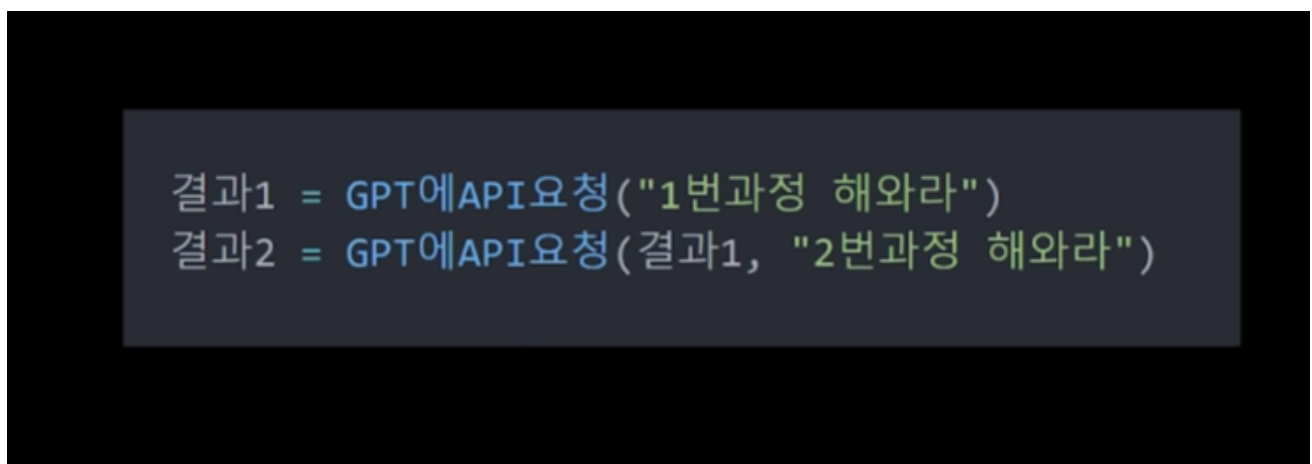 결과1 = GPT에API요청("1번과정 해와라")
결과2 = GPT에API요청(결과1, "2번과정 해와라")